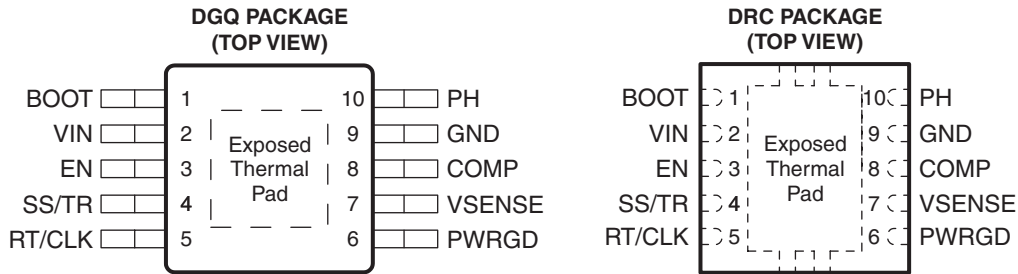 DGQ PACKAGE
(TOP VIEW)
BOOT 1 10 PH
VIN 2 9 GND
EN 3 8 COMP
SS/TR 4 7 VSENSE
RT/CLK 5 6 PWRGD
Exposed
Thermal
Pad
DRC PACKAGE
(TOP VIEW)
BOOT 1 10 PH
VIN 2 9 GND
EN 3 8 COMP
SS/TR 4 7 VSENSE
RT/CLK 5 6 PWRGD
Exposed
Thermal
Pad